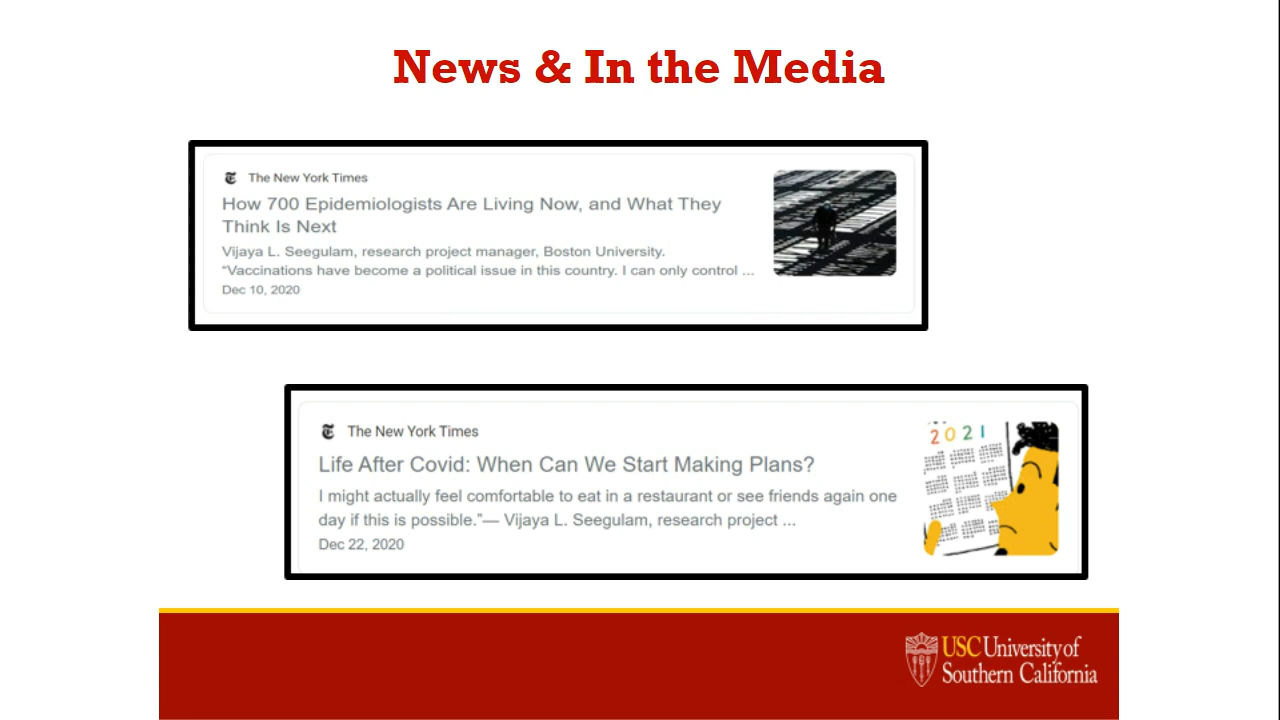 News & In the Media
The New York Times
How 700 Epidemiologists Are Living Now, and What They
Think Is Next
Vijaya L. Seegulam, research project manager, Boston University.
“Vaccinations have become a political issue in this country. I can only control ...
Dec 10, 2020
The New York Times
Life After Covid: When Can We Start Making Plans?
I might actually feel comfortable to eat in a restaurant or see friends again one
day if this is possible.”— Vijaya L. Seegulam, research project ...
Dec 22, 2020
2021
USC University of
Southern California